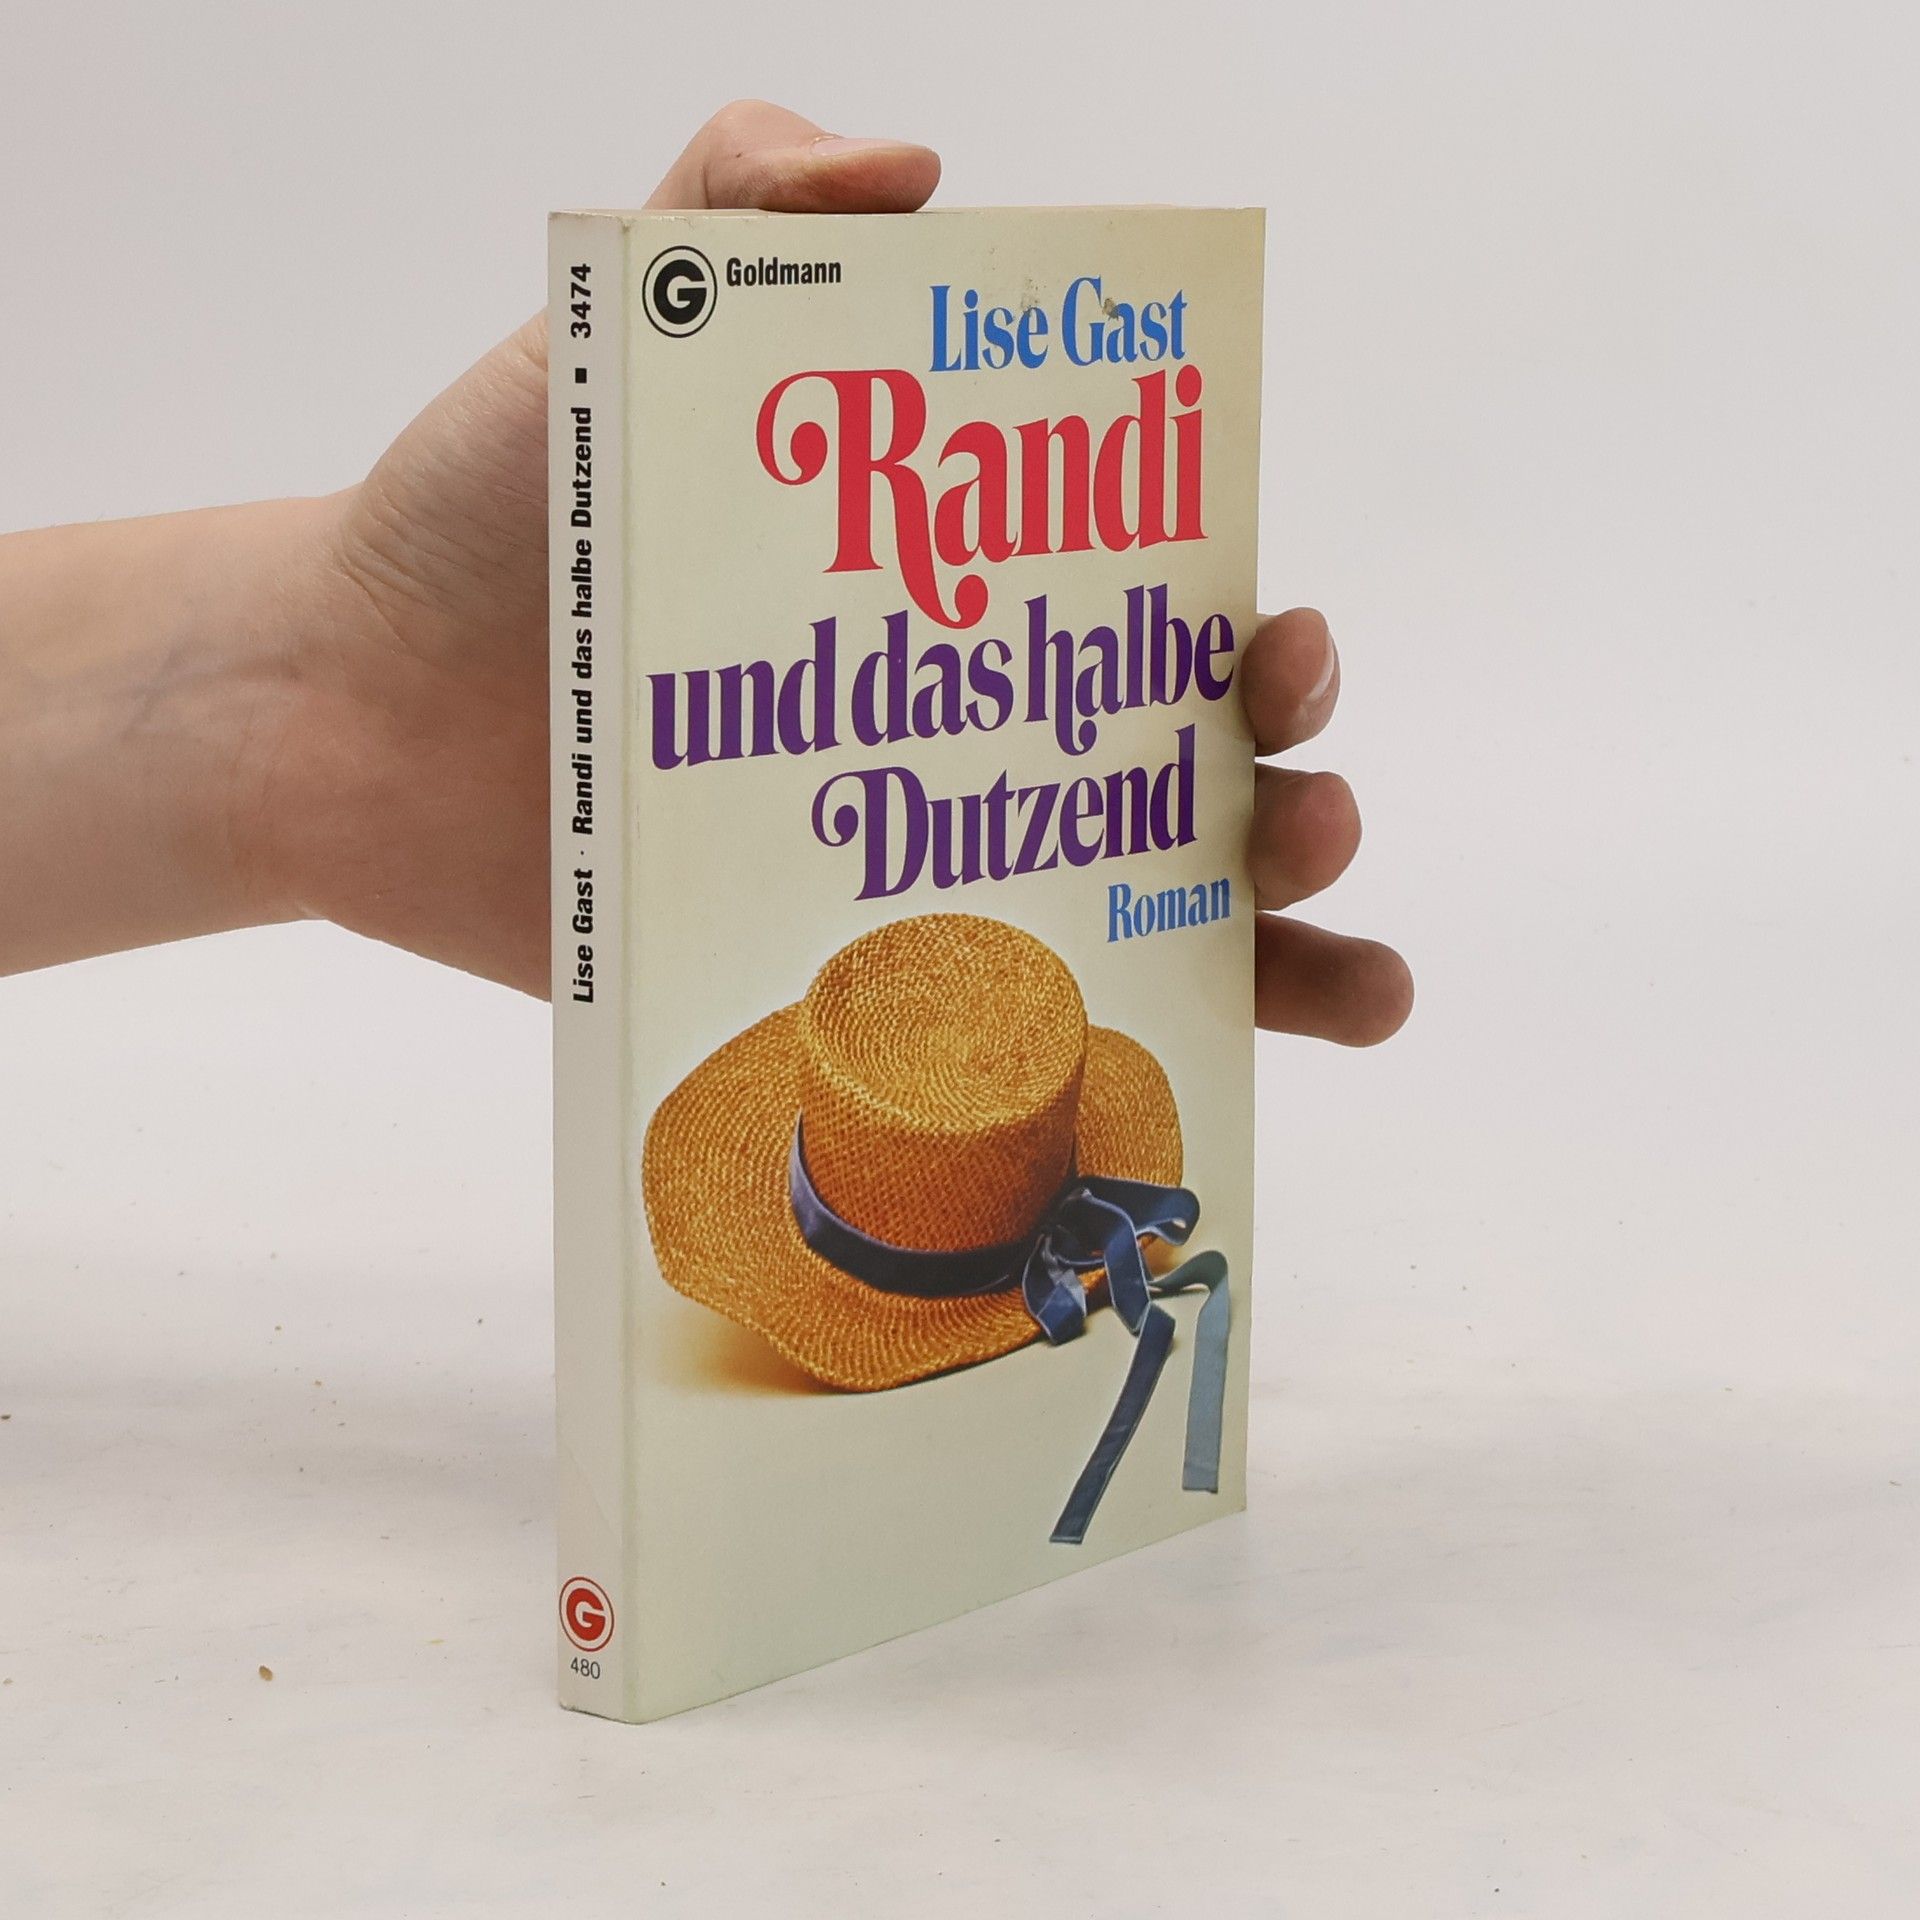 Goldmann
Lise Gast
Randi
und das halbe
Dutzend
Roman
Lise Gast · Randi und das halbe Dutzend ■ 3474
G
480